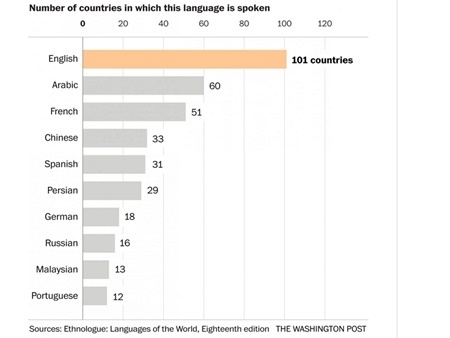 Number of countries in which this language is spoken
0 20 40 60 80 100 120
English 101 countries
Arabic 60
French 51
Chinese 33
Spanish 31
Persian 29
German 18
Russian 16
Malaysian 13
Portuguese 12
Sources: Ethnologue: Languages of the World, Eighteenth edition THE WASHINGTON POST